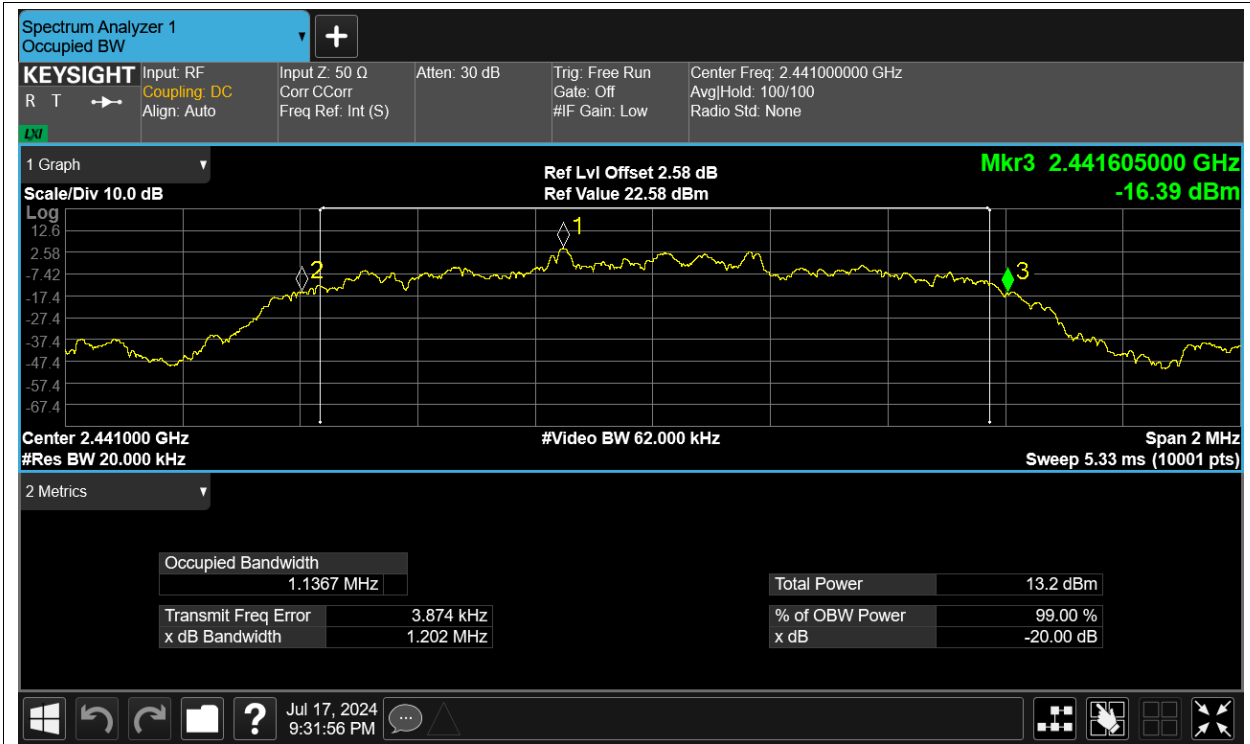 Spectrum Analyzer 1
Occupied BW
KEYSIGHT
R T
LXI
Input: RF
Coupling: DC
Align: Auto
Input Z: 50 Ω
Corr CCorr
Freq Ref: Int (S)
Atten: 30 dB
Trig: Free Run
Gate: Off
#IF Gain: Low
Center Freq: 2.441000000 GHz
Avg|Hold: 100/100
Radio Std: None
1 Graph
Scale/Div 10.0 dB
Ref Lvl Offset 2.58 dB
Ref Value 22.58 dBm
Mkr3 2.441605000 GHz
-16.39 dBm
Log
12.6
2.58
-7.42
-17.4
-27.4
-37.4
-47.4
-57.4
-67.4
1
2
3
Center 2.441000 GHz
#Res BW 20.000 kHz
#Video BW 62.000 kHz
Span 2 MHz
Sweep 5.33 ms (10001 pts)
2 Metrics
Occupied Bandwidth
1.1367 MHz
Transmit Freq Error 3.874 kHz
x dB Bandwidth 1.202 MHz
Total Power 13.2 dBm
% of OBW Power 99.00 %
x dB -20.00 dB
?
Jul 17, 2024
9:31:56 PM